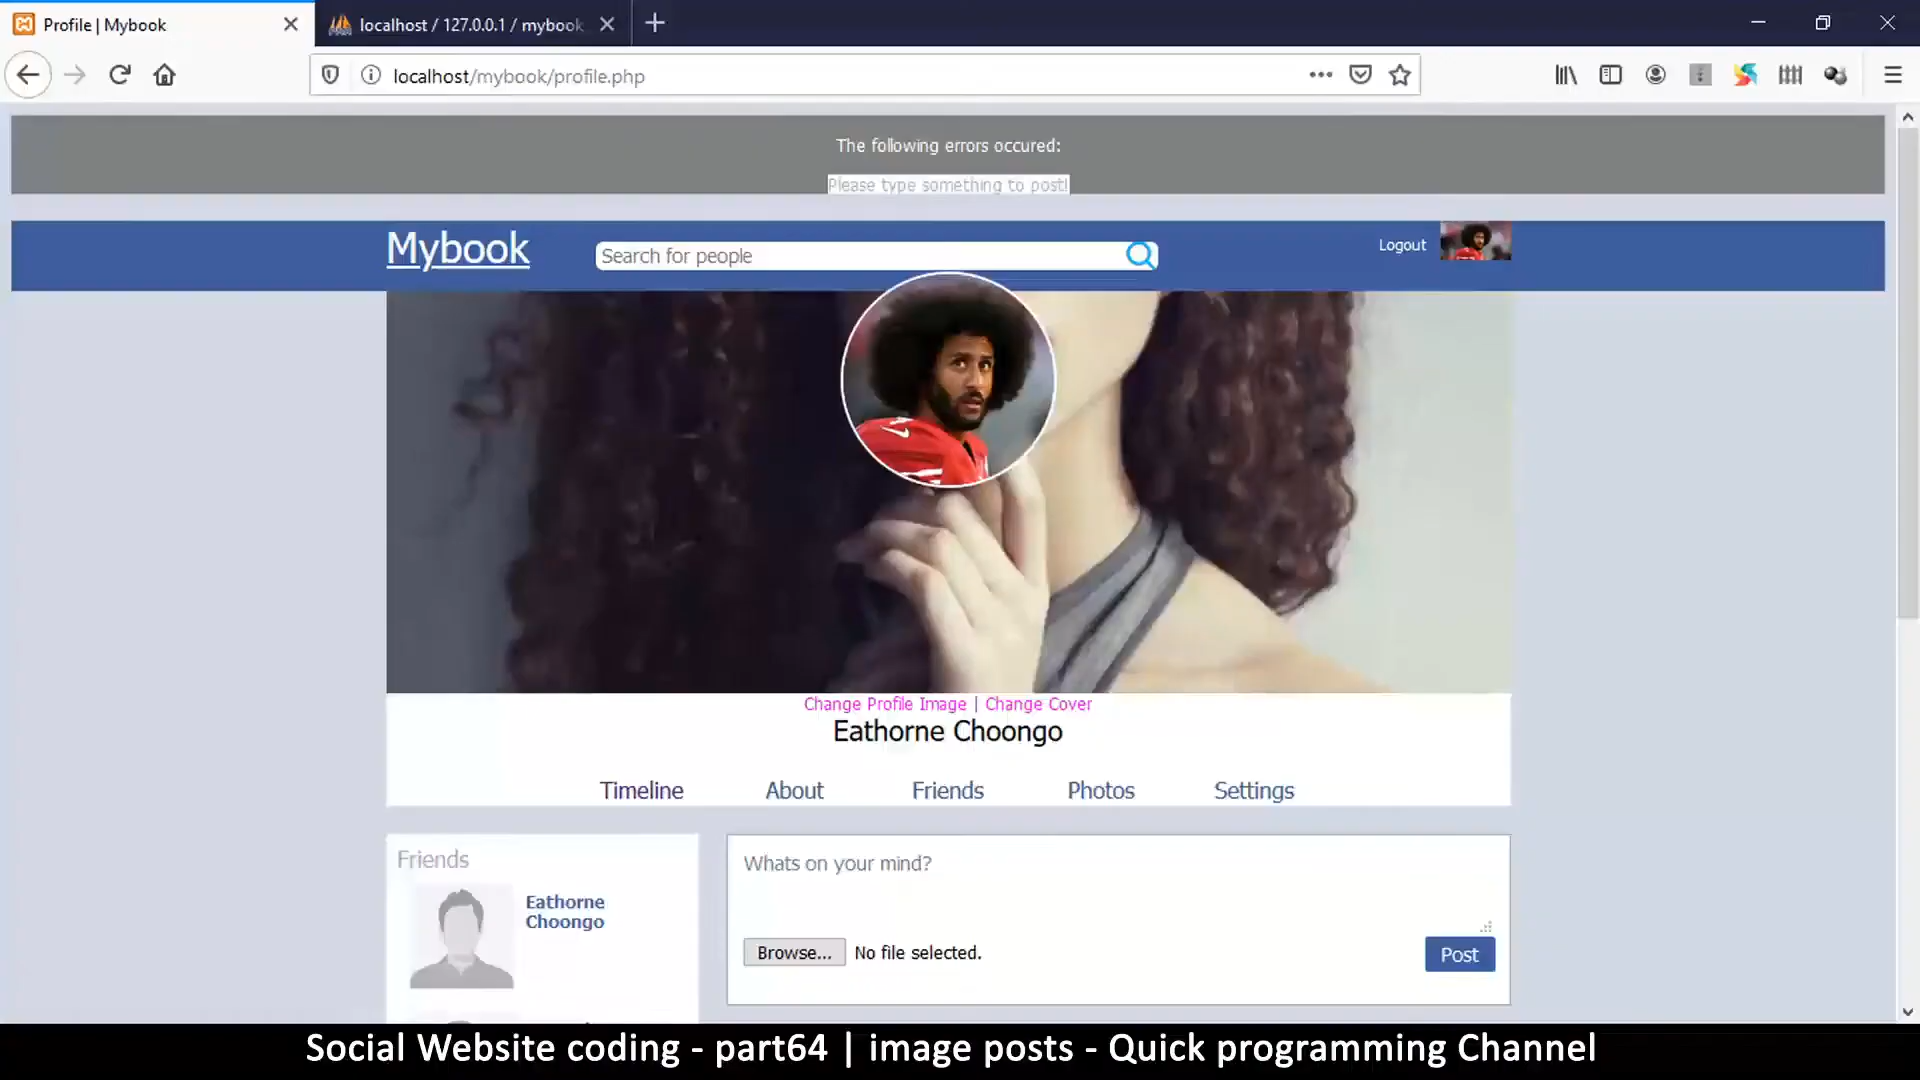 Profile | Mybook
localhost / 127.0.0.1 / mybook
localhost/mybook/profile.php
The following errors occured:
Please type something to post!
Mybook
Search for people
Logout
Change Profile Image | Change Cover
Eathorne Choongo
Timeline About Friends Photos Settings
Friends
Eathorne
Choongo
Whats on your mind?
Browse... No file selected.
Post
Social Website coding - part64 | image posts - Quick programming Channel